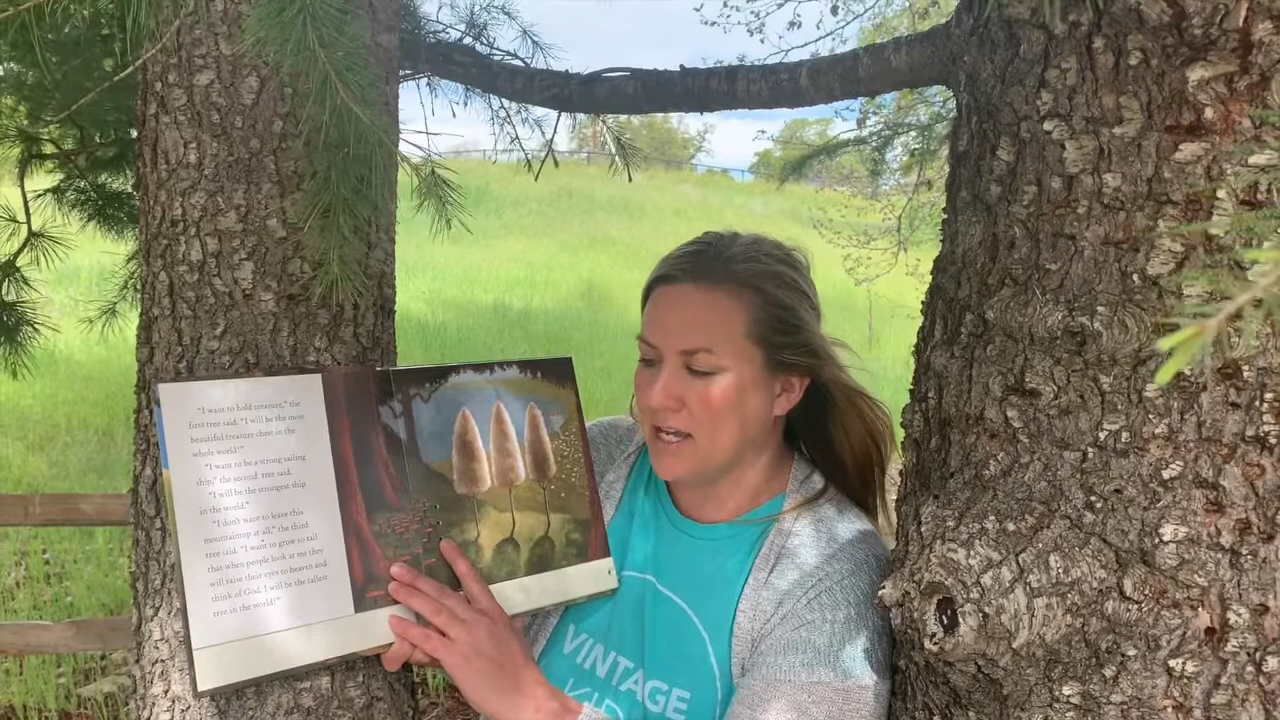 "I want to hold treasure," the
first tree said. "I will be the most
beautiful treasure chest in the
whole world!"
"I want to be a strong sailing
ship," the second tree said.
"I will be the strongest ship
in the world."
"I don't want to leave this
mountaintop at all," the third
tree said. "I want to grow so tall
that when people look at me they
will raise their eyes to heaven and
think of God. I will be the tallest
tree in the world!"
VINTAGE